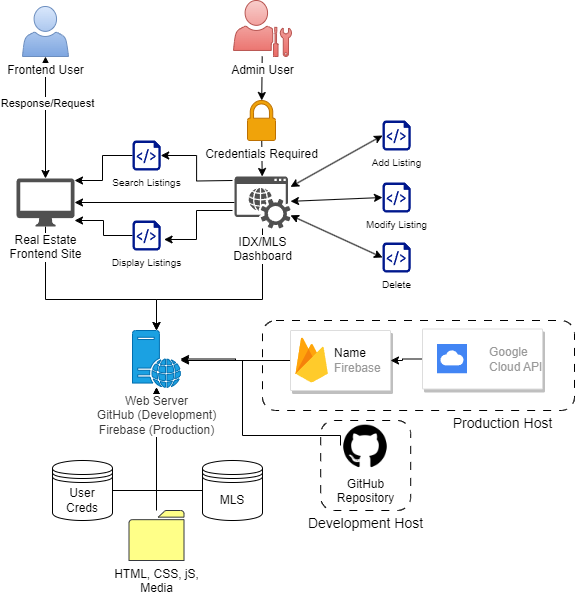 Frontend User
Admin User
Response/Request
Credentials Required
Search Listings
Add Listing
Real Estate
Frontend Site
IDX/MLS
Dashboard
Modify Listing
Display Listings
Delete
Web Server
GitHub (Development)
Firebase (Production)
Name
Firebase
Google
Cloud API
Production Host
GitHub
Repository
Development Host
User
Creds
MLS
HTML, CSS, jS,
Media